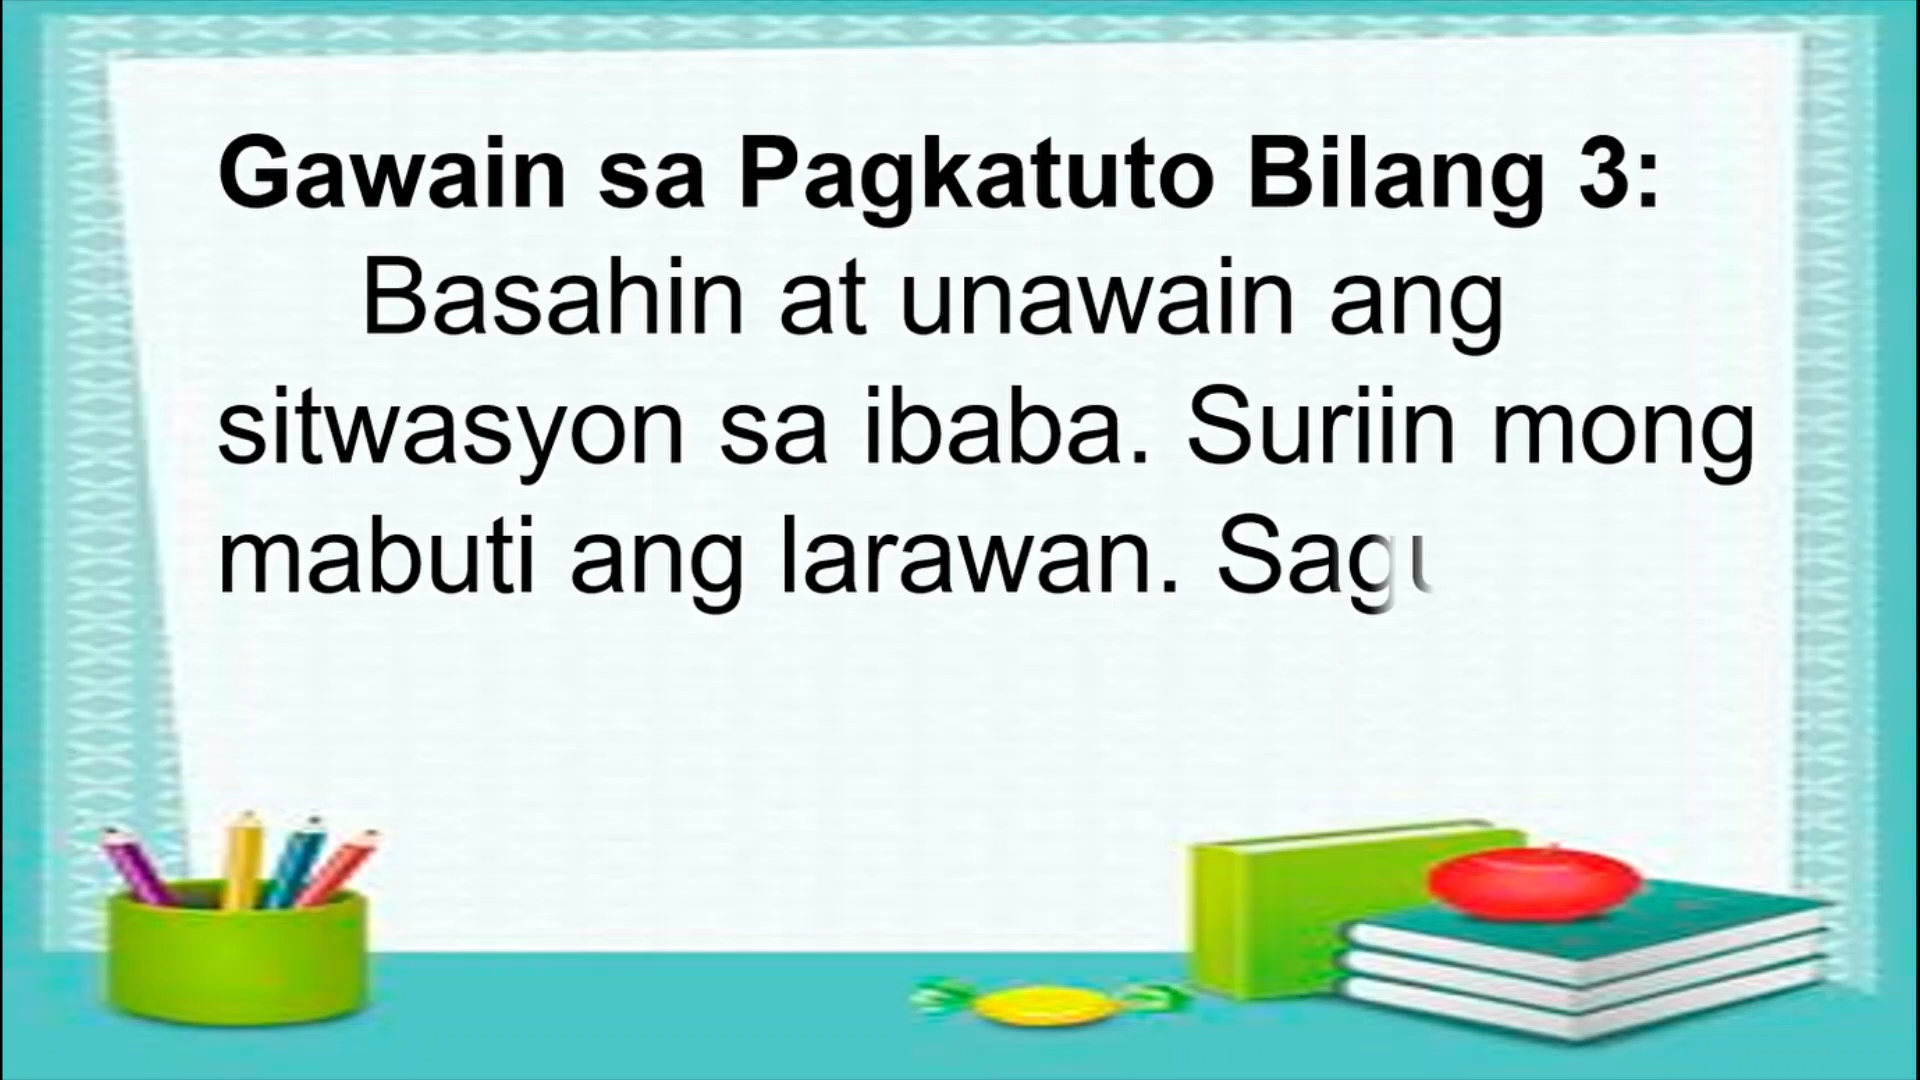 Gawain sa Pagkatuto Bilang 3:
Basahin at unawain ang
sitwasyon sa ibaba. Suriin mong
mabuti ang larawan.